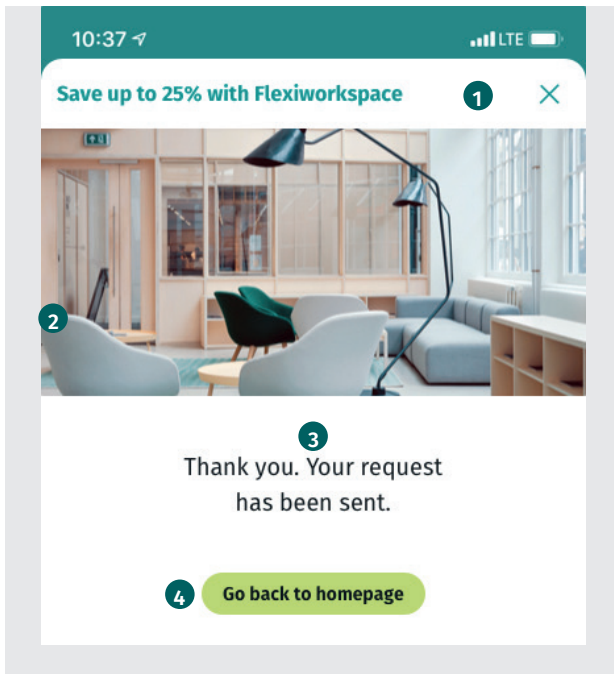 10:37
LTE
Save up to 25% with Flexiworkspace
1
2
3
Thank you. Your request
has been sent.
4
Go back to homepage